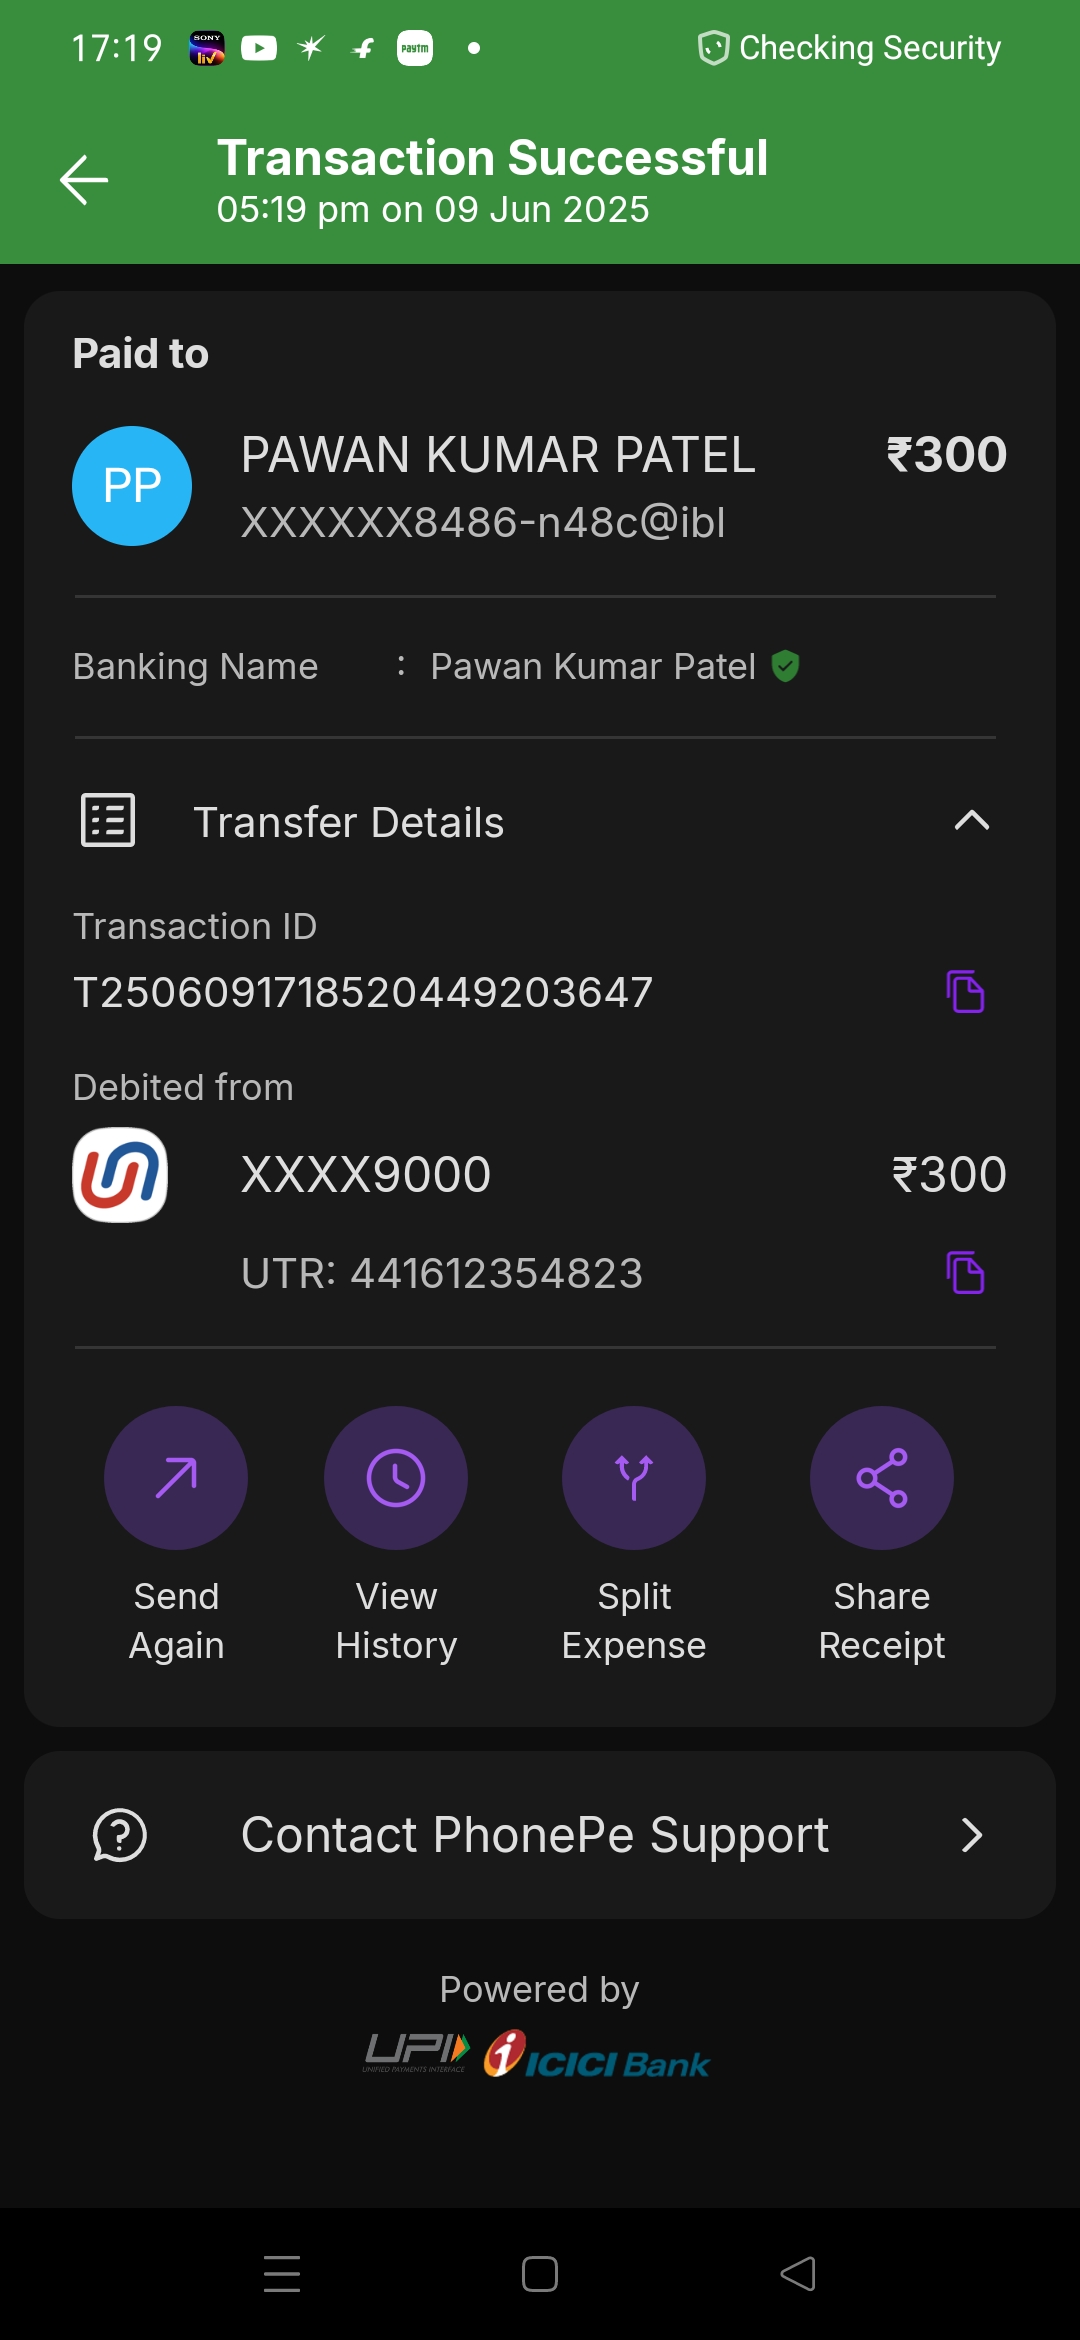 17:19 SONY liv paytm Checking Security
Transaction Successful
05:19 pm on 09 Jun 2025
Paid to
PP PAWAN KUMAR PATEL ₹300
XXXXXX8486-n48c@ibl
Banking Name : Pawan Kumar Patel
Transfer Details
Transaction ID
T2506091718520449203647
Debited from
XXXX9000 ₹300
UTR: 441612354823
Send Again
View History
Split Expense
Share Receipt
Contact PhonePe Support
Powered by
UPI UNIFIED PAYMENTS INTERFACE ICICI Bank